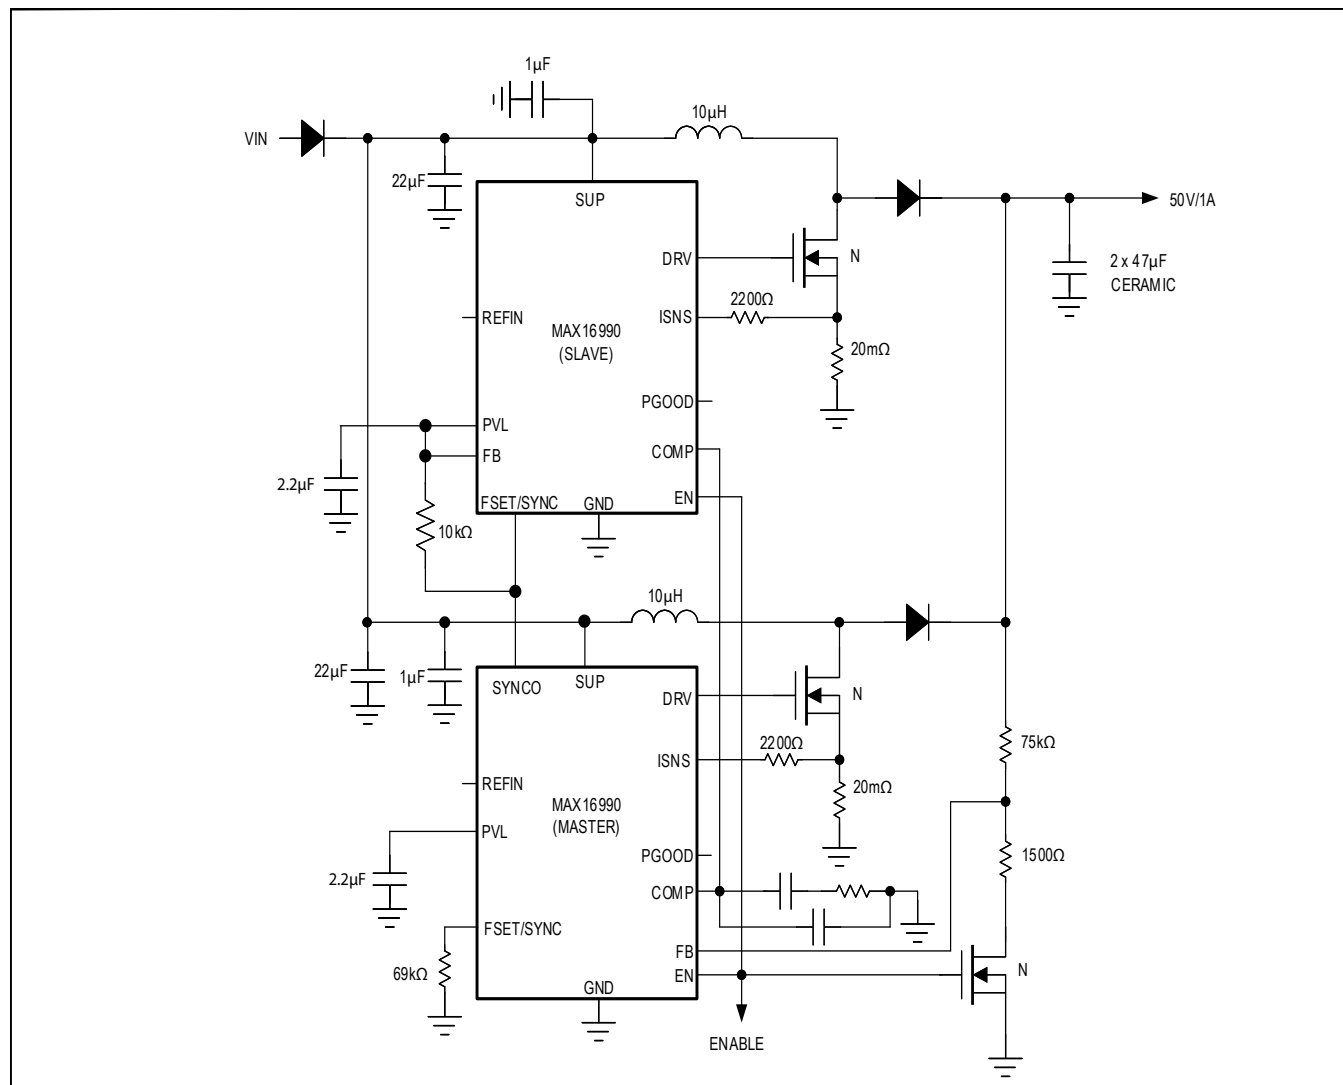 1µF
10µH
VIN
22µF
SUP
50V/1A
DRV
N
2 x 47µF
CERAMIC
2200Ω
REFIN
MAX16990
(SLAVE)
ISNS
20mΩ
PGOOD
PVL
COMP
FB
2.2µF
EN
FSET/SYNC
GND
10kΩ
10µH
22µF
1µF
SYNCO
SUP
DRV
N
2200Ω
75kΩ
ISNS
REFIN
20mΩ
MAX16990
(MASTER)
PVL
PGOOD
1500Ω
2.2µF
COMP
FSET/SYNC
FB
69kΩ
EN
N
GND
ENABLE